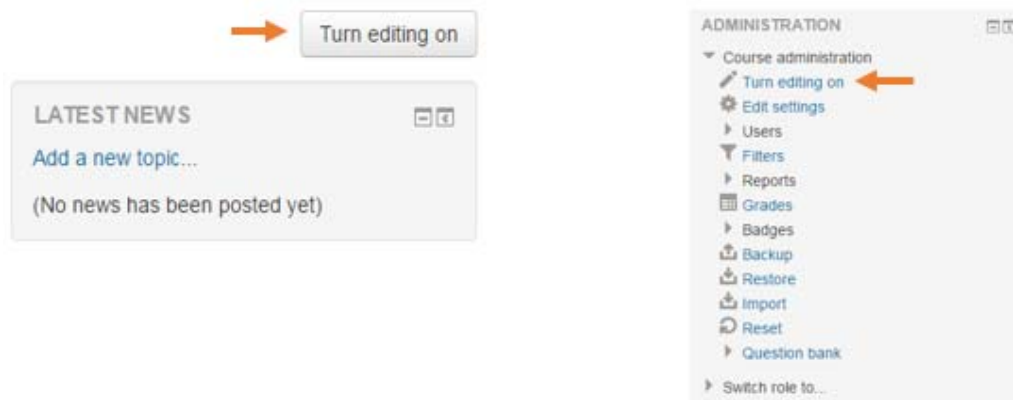 Turn editing on
LATEST NEWS
Add a new topic...
(No news has been posted yet)
ADMINISTRATION
Course administration
Turn editing on
Edit settings
Users
Filters
Reports
Grades
Badges
Backup
Restore
Import
Reset
Question bank
Switch role to...